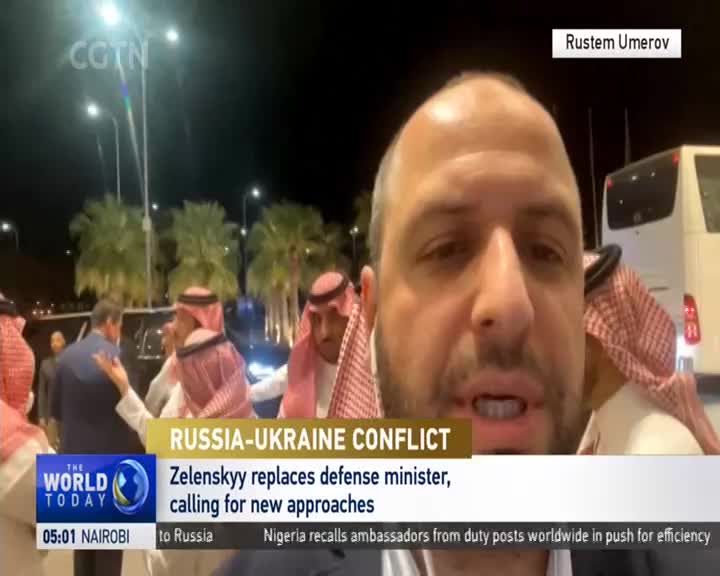 CGTN
Rustem Umerov
RUSSIA-UKRAINE CONFLICT
Zelenskyy replaces defense minister,
calling for new approaches
THE
WORLD
TODAY
05:01 NAIROBI
to Russia Nigeria recalls ambassadors from duty posts worldwide in push for efficiency